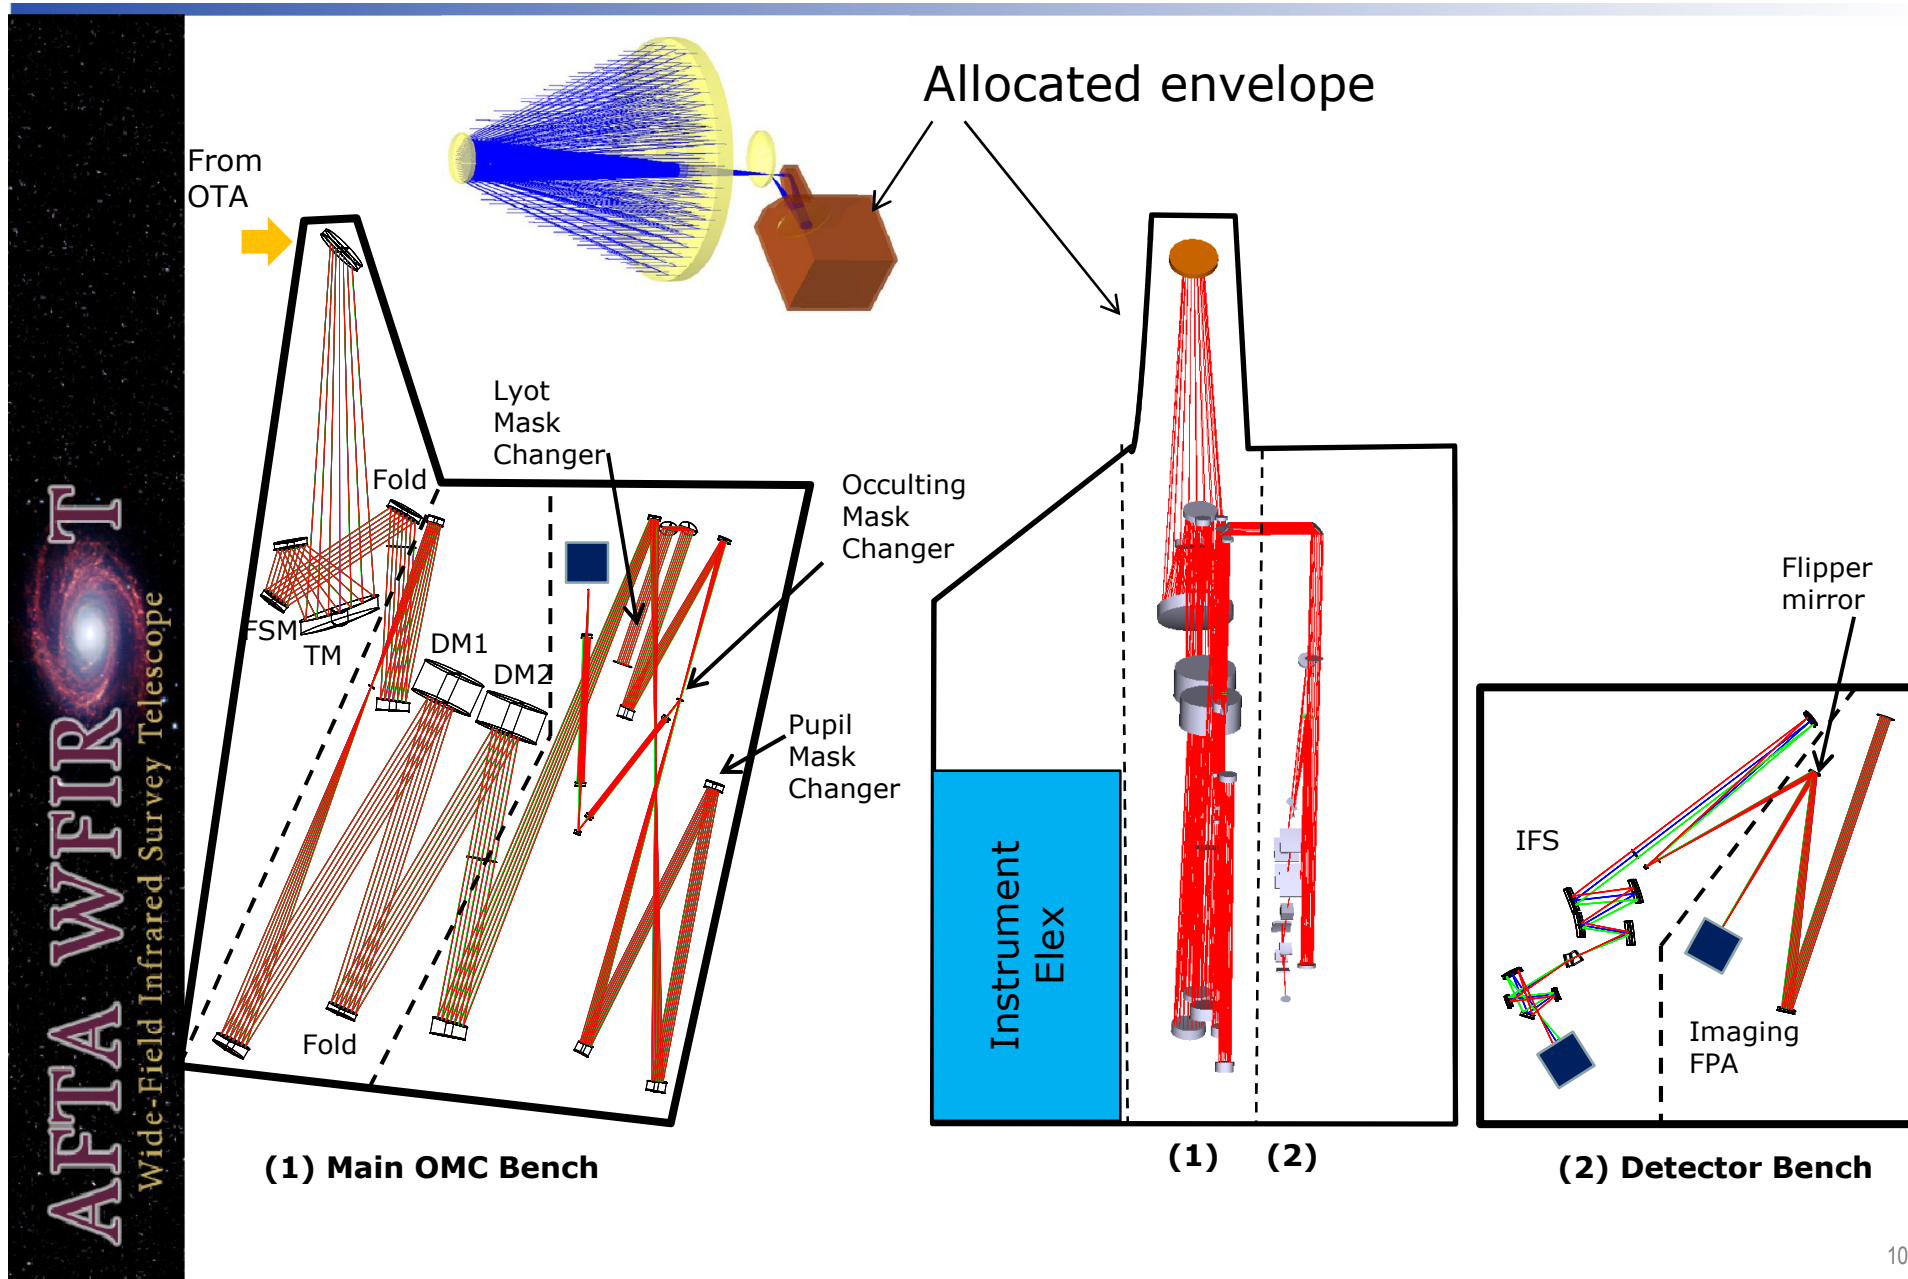 AFTA WFIRST
Wide-Field Infrared Survey Telescope
Allocated envelope
From
OTA
Lyot
Mask
Changer
Fold
Occulting
Mask
Changer
FSM
TM
DM1
DM2
Pupil
Mask
Changer
Fold
(1) Main OMC Bench
Instrument
Elex
(1)
(2)
Flipper
mirror
IFS
Imaging
FPA
(2) Detector Bench
10